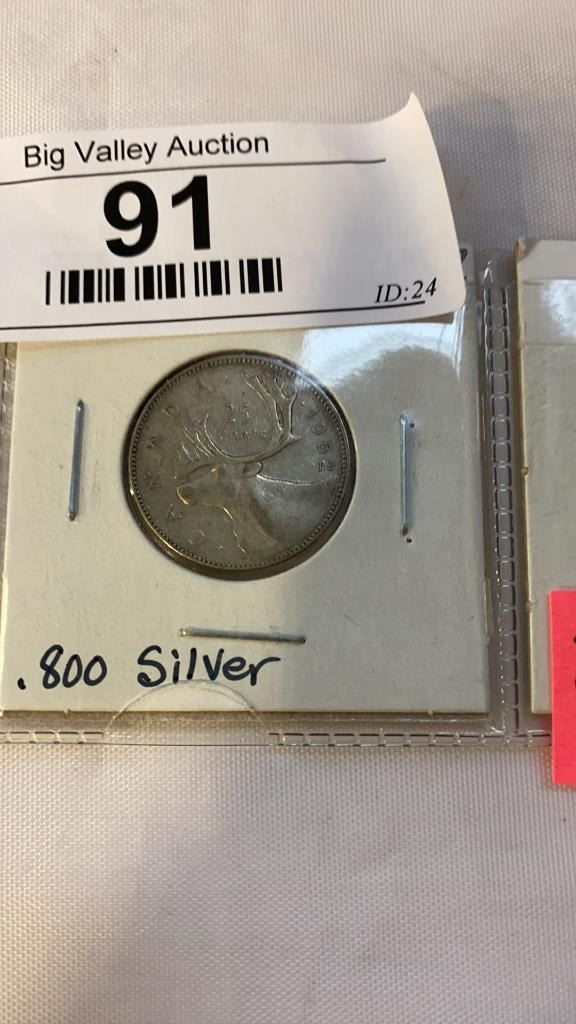 Big Valley Auction
91
ID:24
CANADA 25 1952
.800 Silver